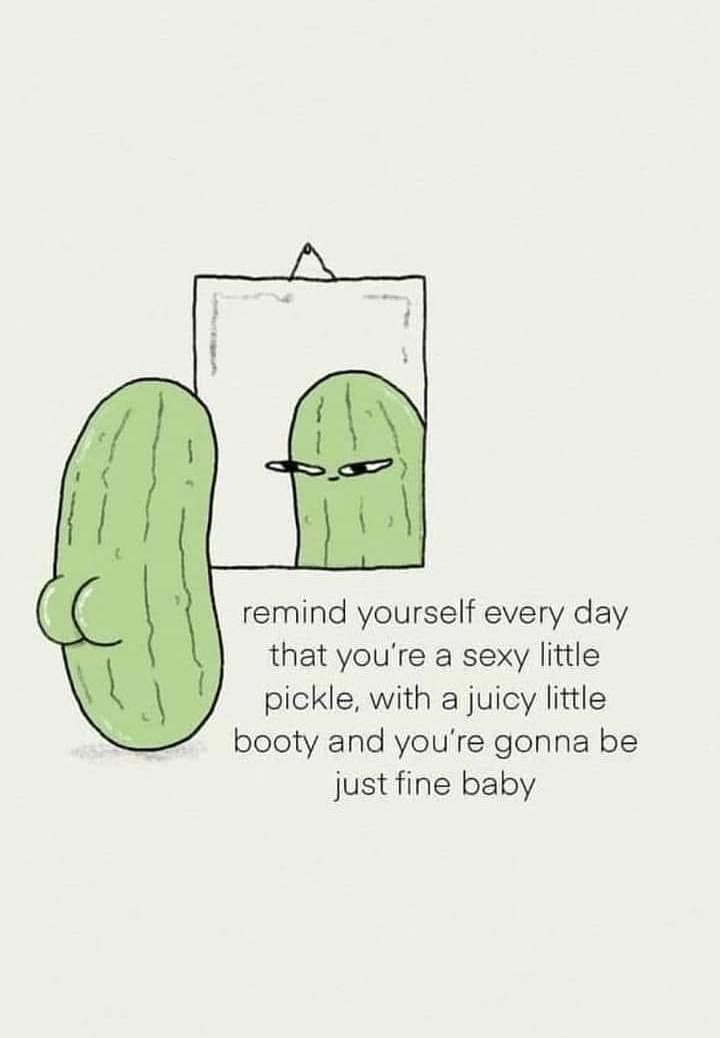 remind yourself every day
that you're a sexy little
pickle, with a juicy little
booty and you're gonna be
just fine baby